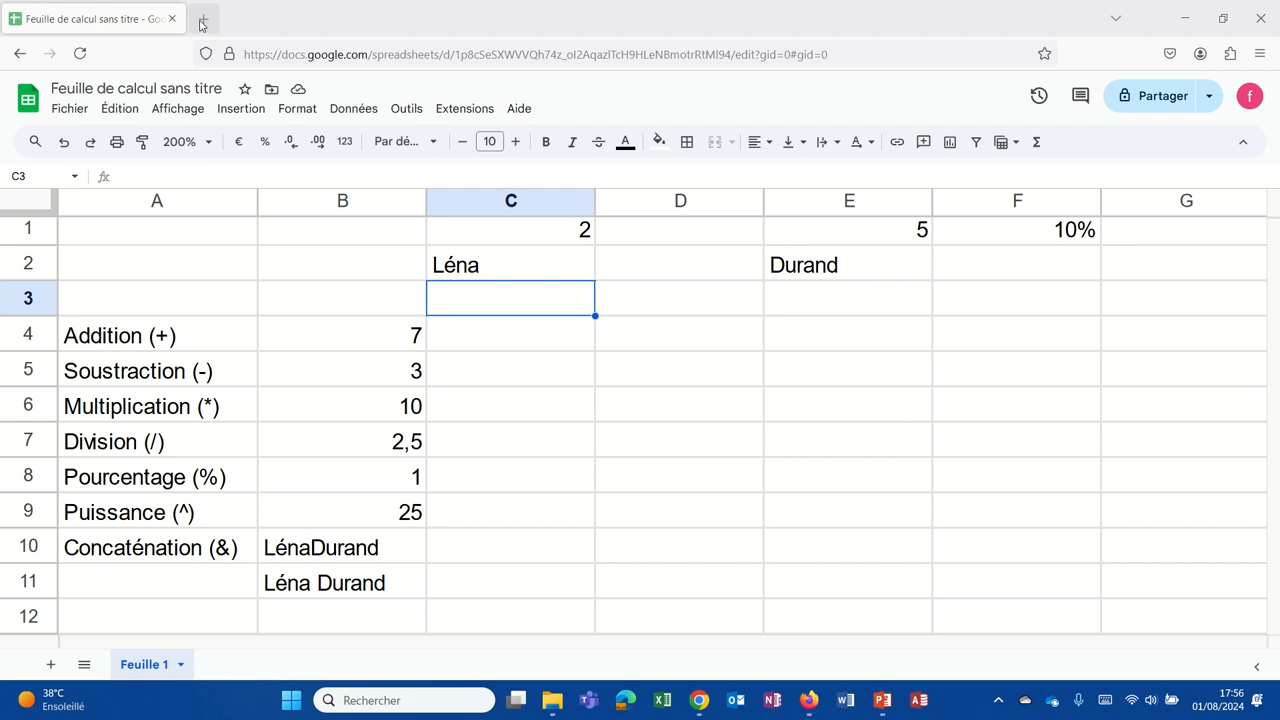 Feuille de calcul sans titre - Goo
https://docs.google.com/spreadsheets/d/1p8cSeSXWVVQh74z_oI2AqazlTcH9HLeNBmotrRtMl94/edit?gid=0#gid=0
Feuille de calcul sans titre
Fichier Édition Affichage Insertion Format Données Outils Extensions Aide
Partager
f
200% € % .0 .00 123 Par dé... − 10 + B I S A Σ
C3 fx
A B C D E F G
1 2 5 10%
2 Léna Durand
3
4 Addition (+) 7
5 Soustraction (-) 3
6 Multiplication (*) 10
7 Division (/) 2,5
8 Pourcentage (%) 1
9 Puissance (^) 25
10 Concaténation (&) LénaDurand
11 Léna Durand
12
+ Feuille 1
38°C
Ensoleillé
Rechercher
17:56
01/08/2024